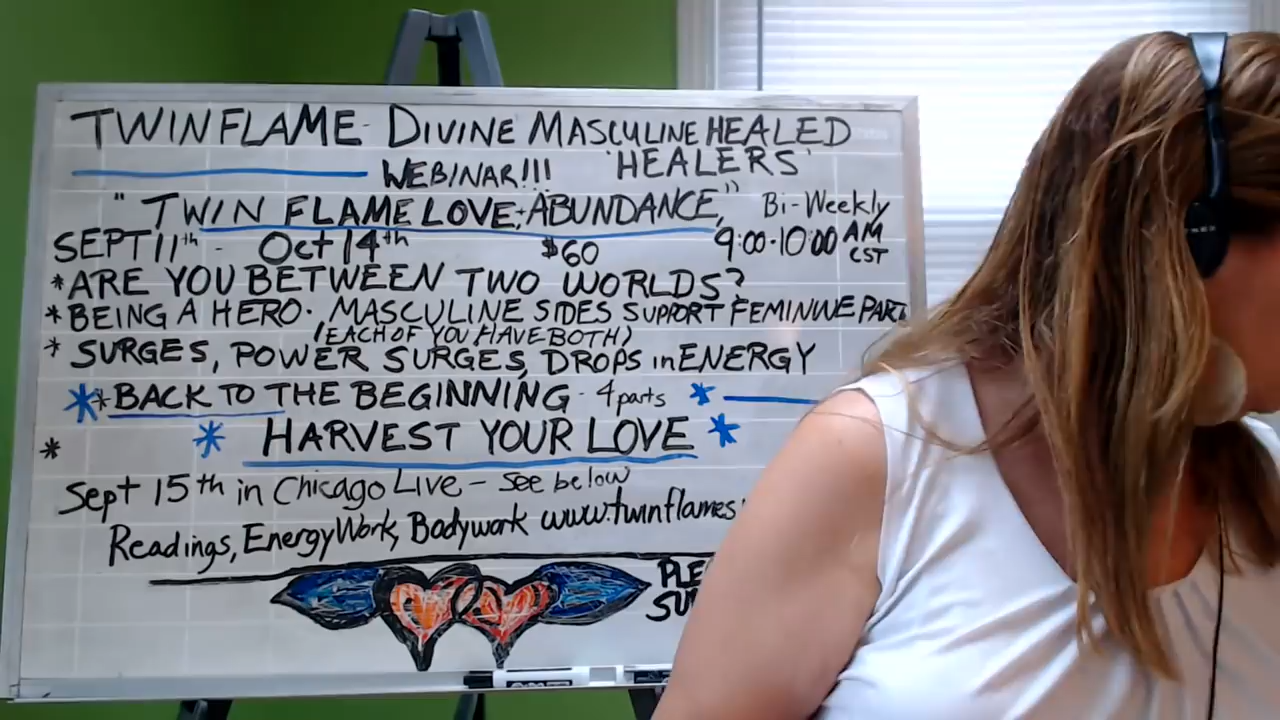 TWINFLAME - DIVINE MASCULINE HEALED
WEBINAR!!! 'HEALERS'
"TWIN FLAME LOVE + ABUNDANCE," Bi-Weekly
SEPT 11th - Oct 14th $60 9:00-10:00 AM CST
*ARE YOU BETWEEN TWO WORLDS?
*BEING A HERO. MASCULINE SIDES SUPPORT FEMININE PART
(EACH OF YOU HAVE BOTH)
* SURGES, POWER SURGES, DROPS in ENERGY
* * BACK TO THE BEGINNING - 4 parts *
* * HARVEST YOUR LOVE *
Sept 15th in Chicago Live - see below
Readings, EnergyWork, Bodywork www.twinflames